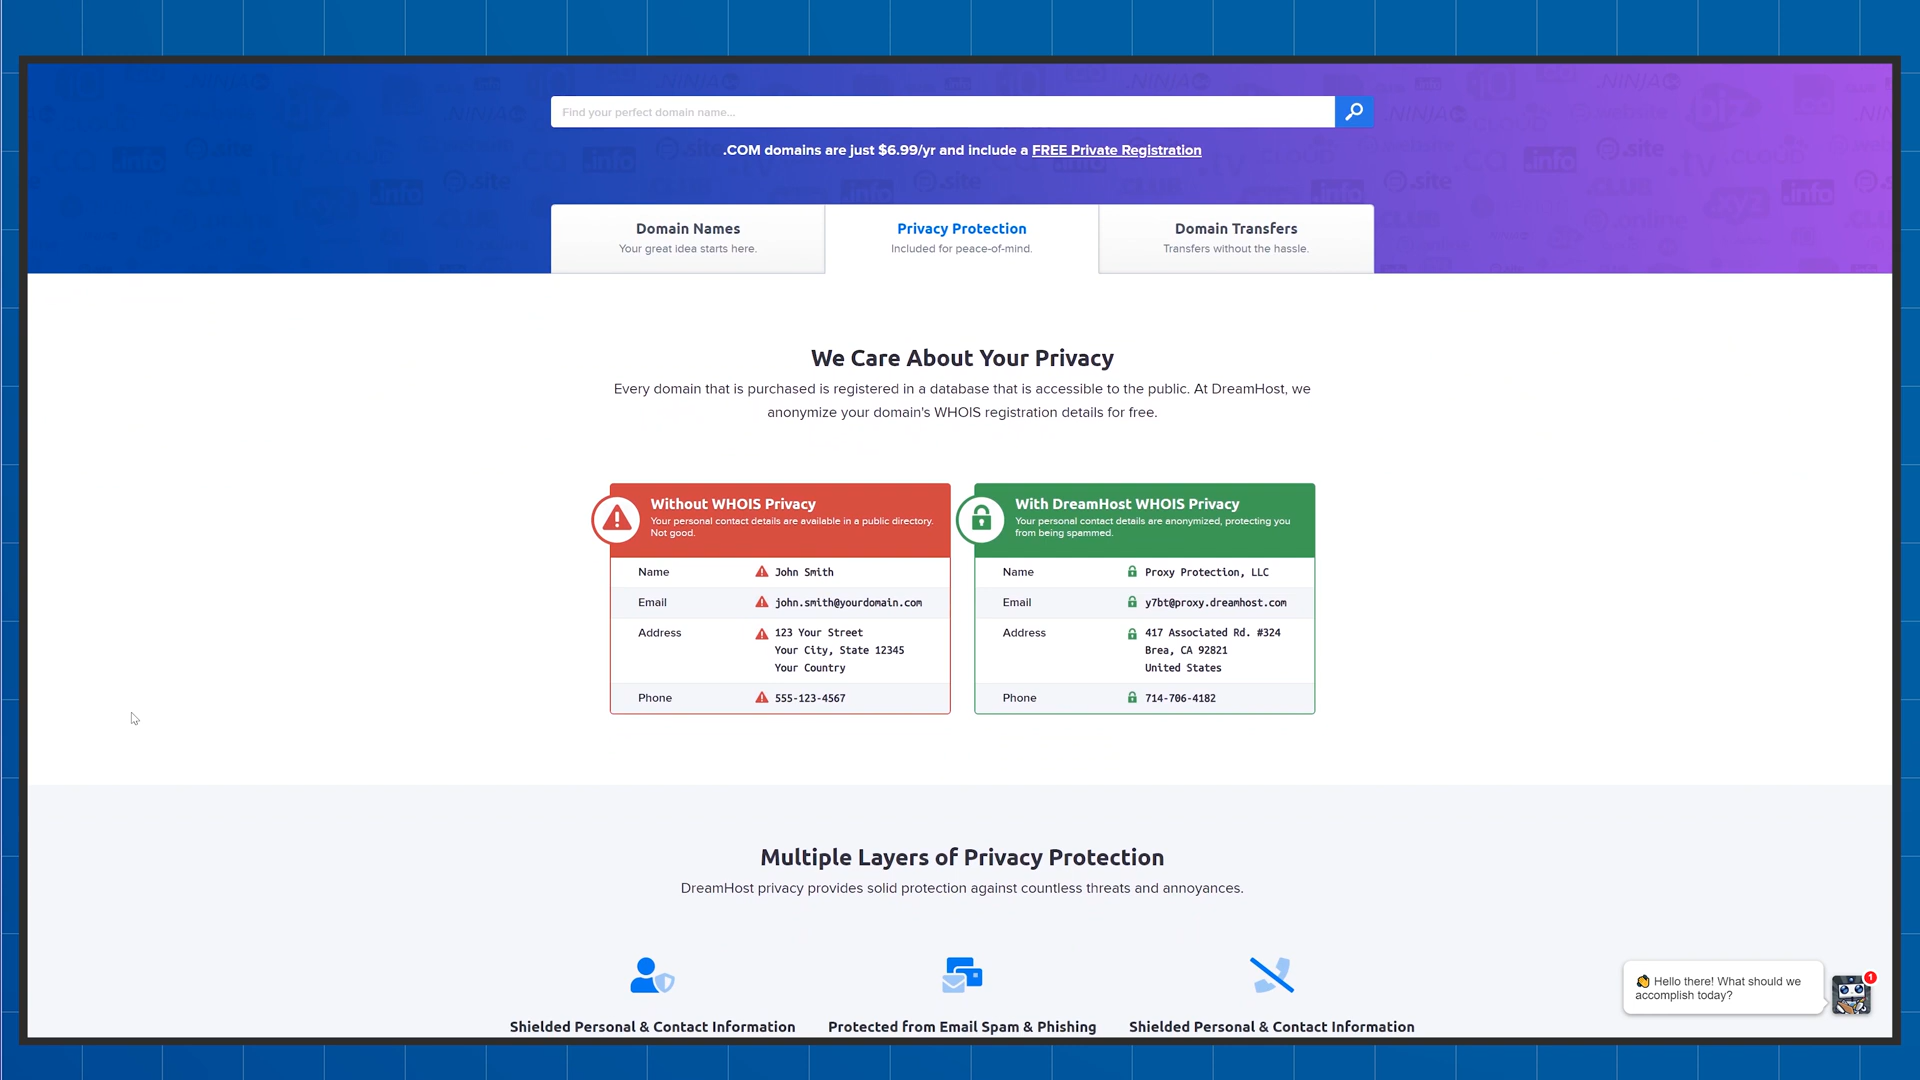 Find your perfect domain name...
.COM domains are just $6.99/yr and include a FREE Private Registration
Domain Names
Your great idea starts here.
Privacy Protection
Included for peace-of-mind.
Domain Transfers
Transfers without the hassle.
We Care About Your Privacy
Every domain that is purchased is registered in a database that is accessible to the public. At DreamHost, we
anonymize your domain's WHOIS registration details for free.
Without WHOIS Privacy
Your personal contact details are available in a public directory.
Not good.
Name John Smith
Email john.smith@yourdomain.com
Address 123 Your Street
Your City, State 12345
Your Country
Phone 555-123-4567
With DreamHost WHOIS Privacy
Your personal contact details are anonymized, protecting you
from being spammed.
Name Proxy Protection, LLC
Email y7bt@proxy.dreamhost.com
Address 417 Associated Rd. #324
Brea, CA 92821
United States
Phone 714-706-4182
Multiple Layers of Privacy Protection
DreamHost privacy provides solid protection against countless threats and annoyances.
Shielded Personal & Contact Information
Protected from Email Spam & Phishing
Shielded Personal & Contact Information
Hello there! What should we
accomplish today?
1